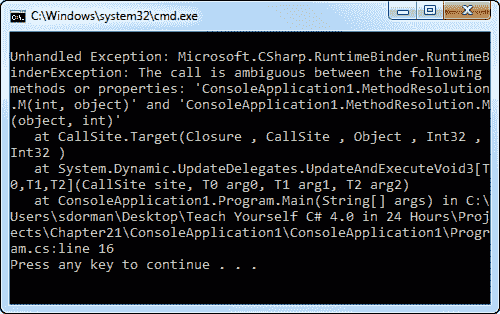 C:\Windows\system32\cmd.exe
Unhandled Exception: Microsoft.CSharp.RuntimeBinder.RuntimeB
inderException: The call is ambiguous between the following
methods or properties: 'ConsoleApplication1.MethodResolution
.M(int, object)' and 'ConsoleApplication1.MethodResolution.M
(object, int)'
   at CallSite.Target(Closure , CallSite , Object , Int32 ,
Int32 )
   at System.Dynamic.UpdateDelegates.UpdateAndExecuteVoid3[T
0,T1,T2](CallSite site, T0 arg0, T1 arg1, T2 arg2)
   at ConsoleApplication1.Program.Main(String[] args) in C:\
Users\sdorman\Desktop\Teach Yourself C# 4.0 in 24 Hours\Proj
ects\Chapter21\ConsoleApplication1\ConsoleApplication1\Progr
am.cs:line 16
Press any key to continue . . .